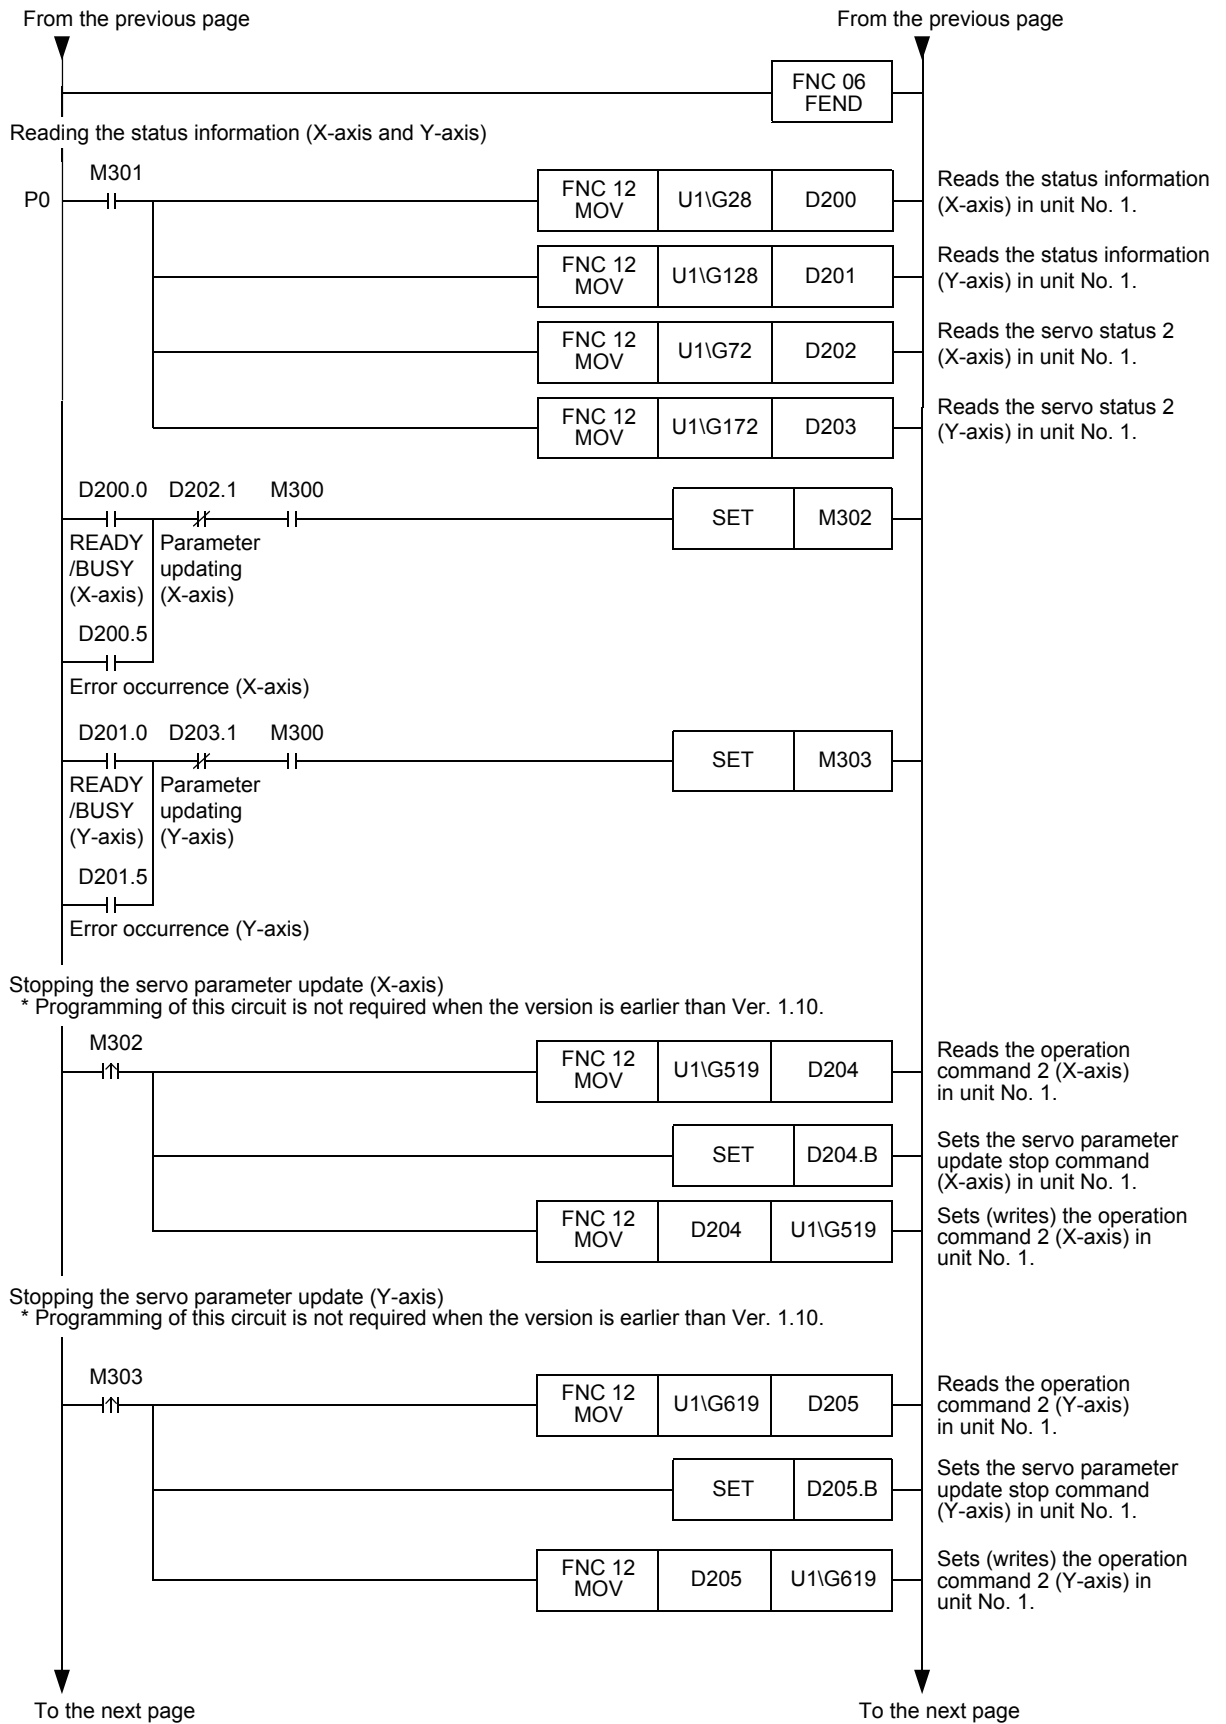 From the previous page
From the previous page
FNC 06
FEND
Reading the status information (X-axis and Y-axis)
P0
M301
FNC 12
MOV
U1\G28
D200
Reads the status information
(X-axis) in unit No. 1.
FNC 12
MOV
U1\G128
D201
Reads the status information
(Y-axis) in unit No. 1.
FNC 12
MOV
U1\G72
D202
Reads the servo status 2
(X-axis) in unit No. 1.
FNC 12
MOV
U1\G172
D203
Reads the servo status 2
(Y-axis) in unit No. 1.
D200.0
D202.1
M300
SET
M302
READY
/BUSY
(X-axis)
Parameter
updating
(X-axis)
D200.5
Error occurrence (X-axis)
D201.0
D203.1
M300
SET
M303
READY
/BUSY
(Y-axis)
Parameter
updating
(Y-axis)
D201.5
Error occurrence (Y-axis)
Stopping the servo parameter update (X-axis)
* Programming of this circuit is not required when the version is earlier than Ver. 1.10.
M302
FNC 12
MOV
U1\G519
D204
Reads the operation
command 2 (X-axis)
in unit No. 1.
SET
D204.B
Sets the servo parameter
update stop command
(X-axis) in unit No. 1.
FNC 12
MOV
D204
U1\G519
Sets (writes) the operation
command 2 (X-axis) in
unit No. 1.
Stopping the servo parameter update (Y-axis)
* Programming of this circuit is not required when the version is earlier than Ver. 1.10.
M303
FNC 12
MOV
U1\G619
D205
Reads the operation
command 2 (Y-axis)
in unit No. 1.
SET
D205.B
Sets the servo parameter
update stop command
(Y-axis) in unit No. 1.
FNC 12
MOV
D205
U1\G619
Sets (writes) the operation
command 2 (Y-axis) in
unit No. 1.
To the next page
To the next page